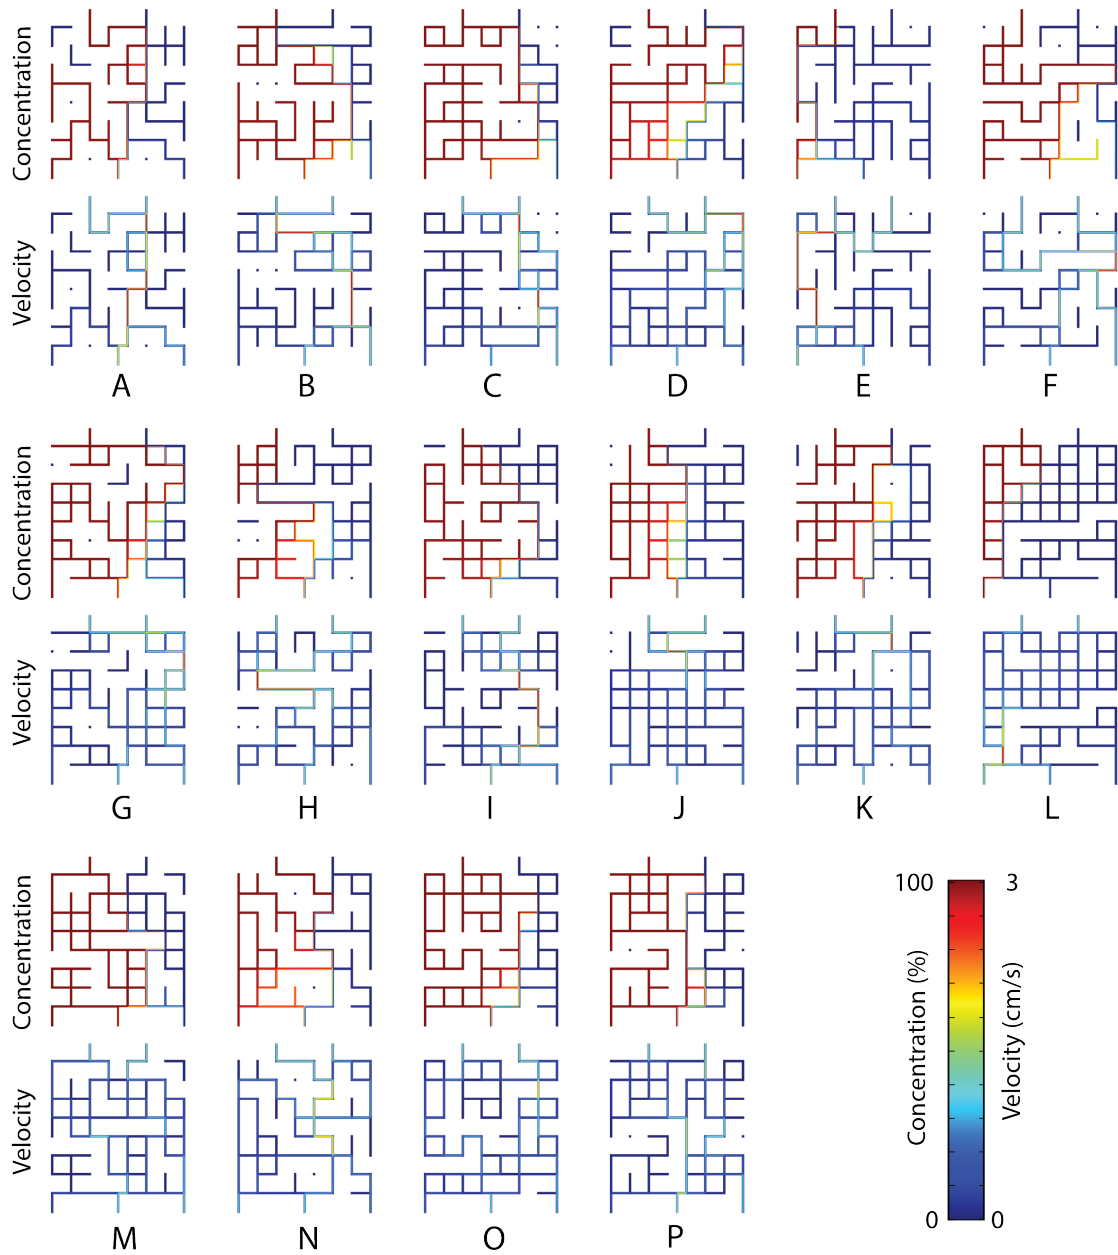 Concentration
Velocity
A B C D E F
Concentration
Velocity
G H I J K L
Concentration
Velocity
M N O P
100 3
Concentration (%)
Velocity (cm/s)
0 0